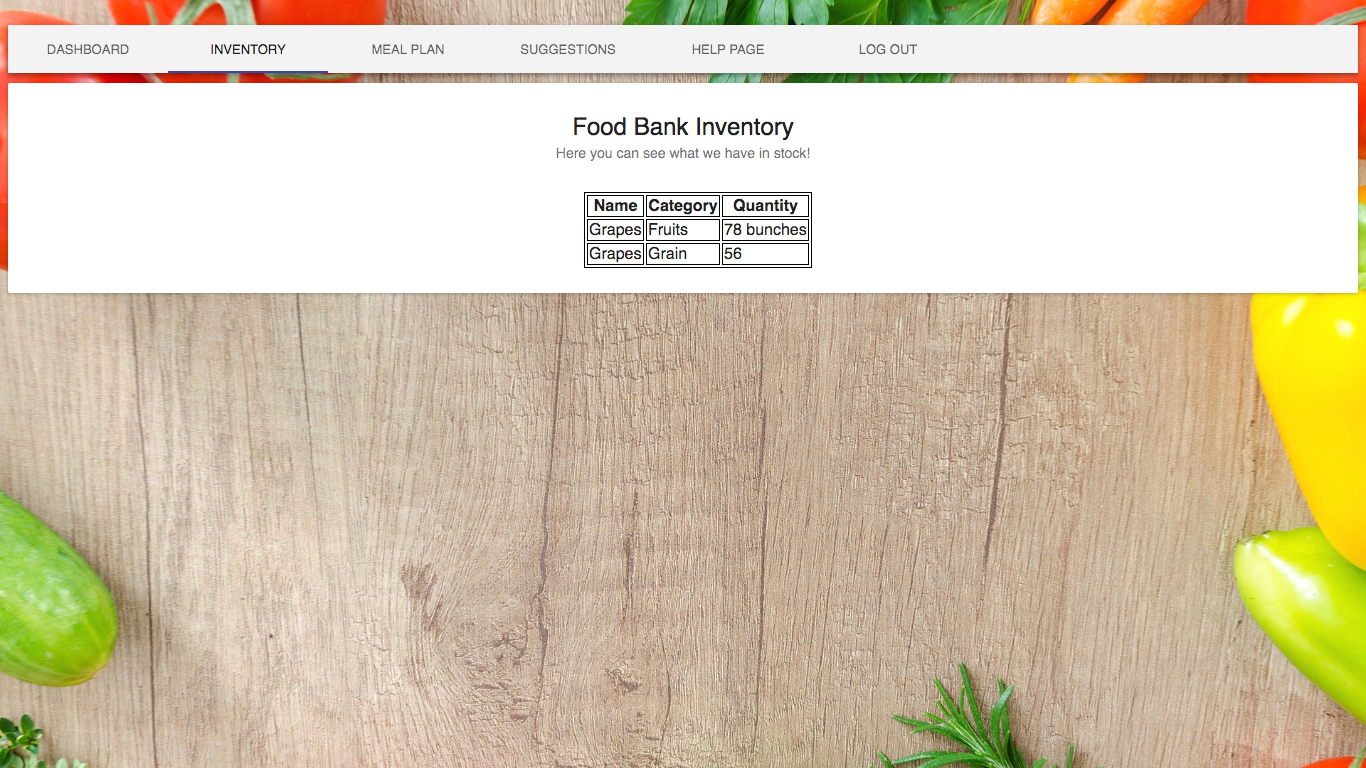 DASHBOARD INVENTORY MEAL PLAN SUGGESTIONS HELP PAGE LOG OUT
Food Bank Inventory
Here you can see what we have in stock!
Name Category Quantity
Grapes Fruits 78 bunches
Grapes Grain 56